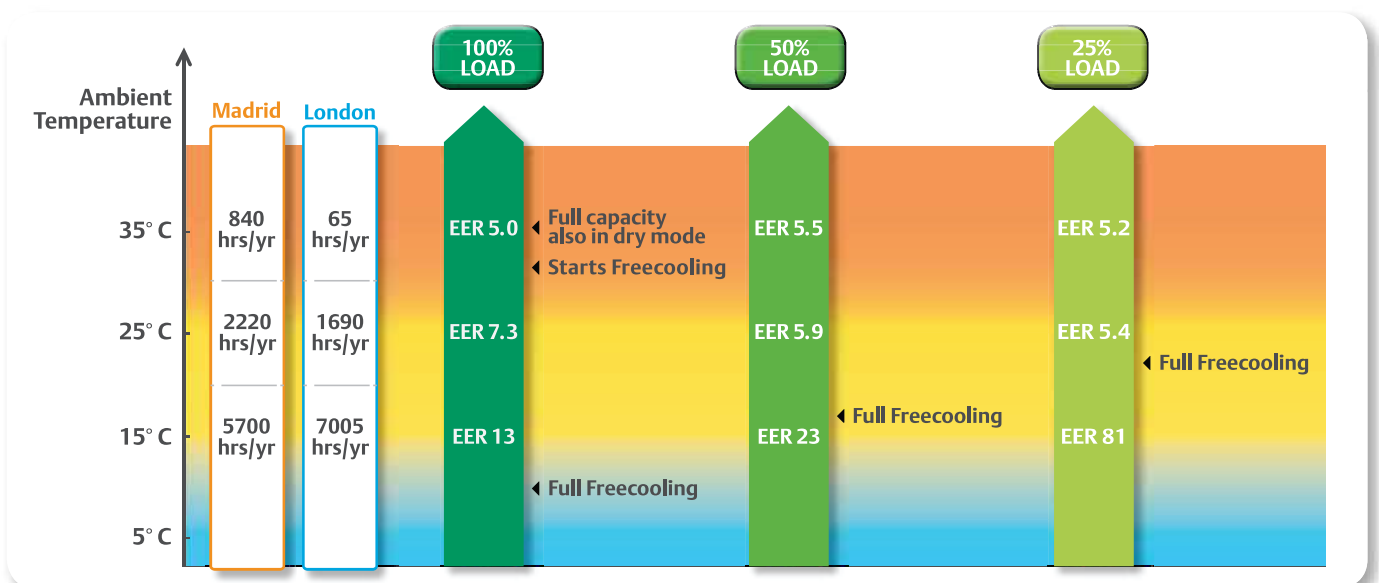 100%
LOAD
50%
LOAD
25%
LOAD
Ambient
Temperature
Madrid
London
35° C
840
hrs/yr
65
hrs/yr
EER 5.0
Full capacity
also in dry mode
EER 5.5
EER 5.2
Starts Freecooling
25° C
2220
hrs/yr
1690
hrs/yr
EER 7.3
EER 5.9
EER 5.4
Full Freecooling
15° C
5700
hrs/yr
7005
hrs/yr
EER 13
EER 23
Full Freecooling
EER 81
Full Freecooling
5° C